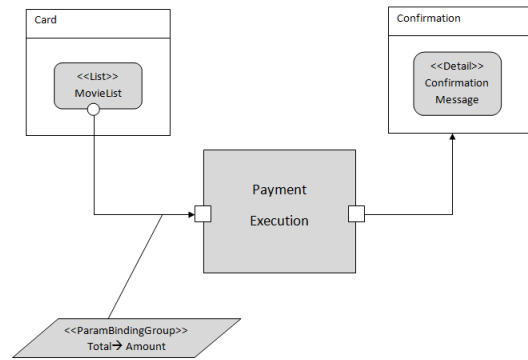 Card
<<List>>
MovieList
Confirmation
<<Detail>>
Confirmation
Message
Payment
Execution
<<ParamBindingGroup>>
Total→ Amount